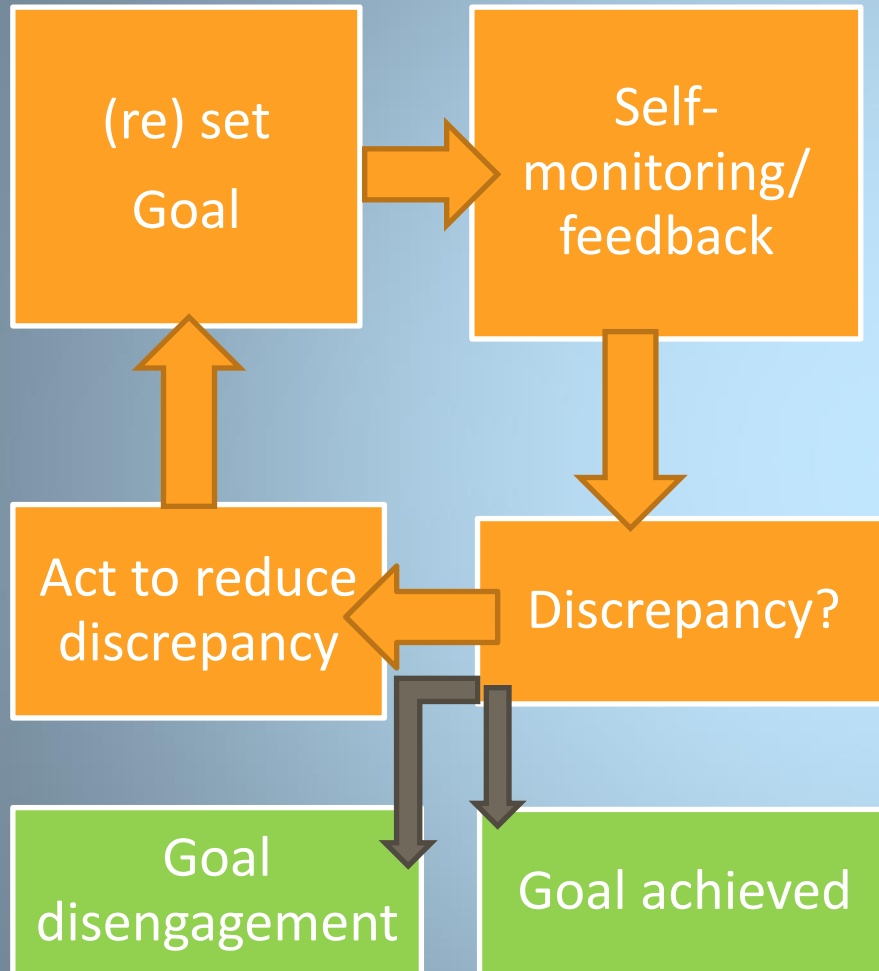 (re) set
Goal
Self-
monitoring/
feedback
Act to reduce
discrepancy
Discrepancy?
Goal
disengagement
Goal achieved